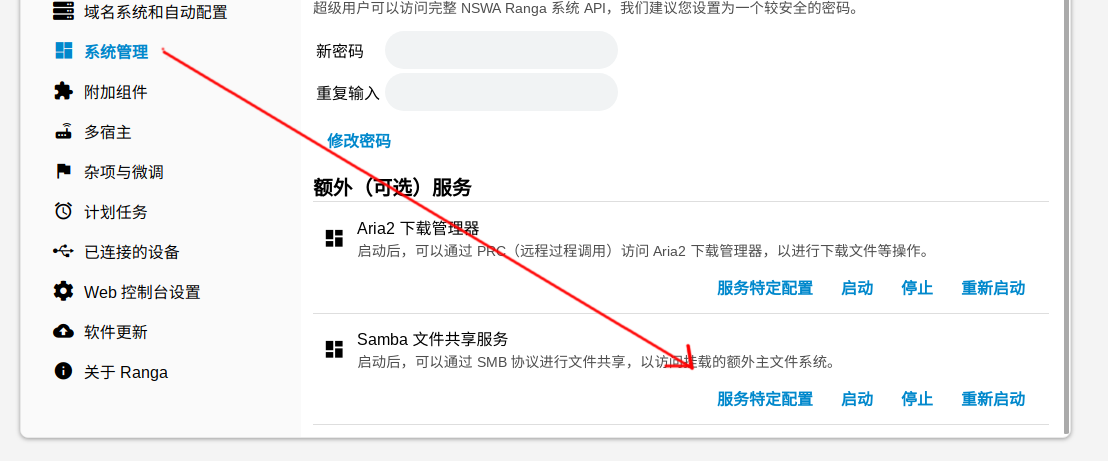 域名系统和自动配置
系统管理
附加组件
多宿主
杂项与微调
计划任务
已连接的设备
Web 控制台设置
软件更新
关于 Ranga
超级用户可以访问完整 NSWA Ranga 系统 API，我们建议您设置为一个较安全的密码。
新密码
重复输入
修改密码
额外（可选）服务
Aria2 下载管理器
启动后，可以通过 PRC（远程过程调用）访问 Aria2 下载管理器，以进行下载文件等操作。
服务特定配置 启动 停止 重新启动
Samba 文件共享服务
启动后，可以通过 SMB 协议进行文件共享，以访问挂载的额外主文件系统。
服务特定配置 启动 停止 重新启动